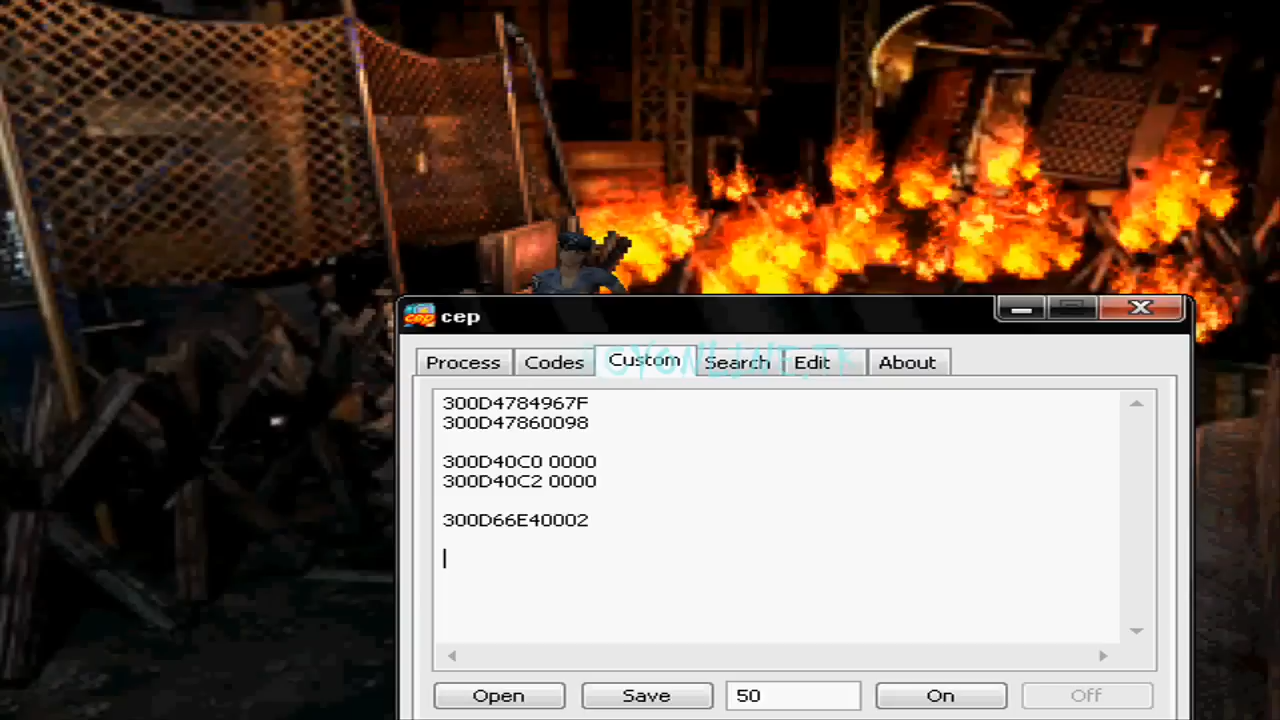 cep
Process Codes Custom Search Edit About
300D4784967F
300D47860098
300D40C0 0000
300D40C2 0000
300D66E40002
Open Save 50 On Off